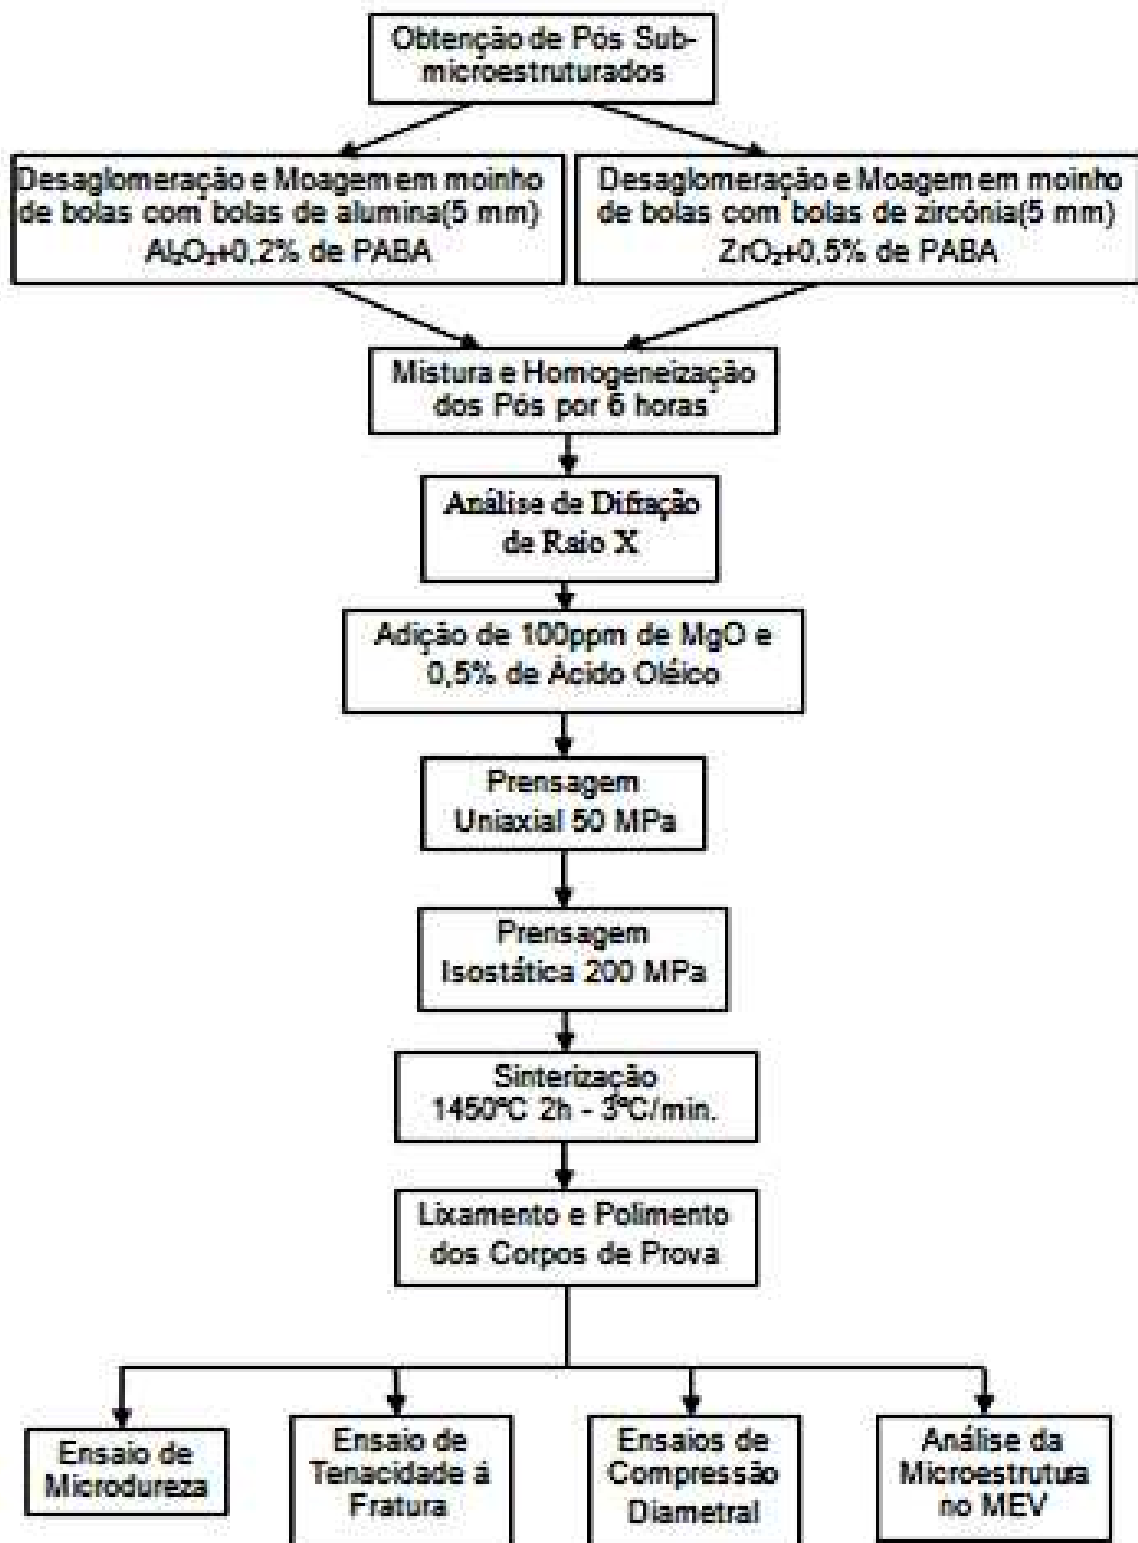 Obtenção de Pós Sub-
microestruturados
Desaglomeração e Moagem em moinho
de bolas com bolas de alumina(5 mm)
Al₂O₃+0,2% de PABA
Desaglomeração e Moagem em moinho
de bolas com bolas de zircônia(5 mm)
ZrO₂+0,5% de PABA
Mistura e Homogeneização
dos Pós por 6 horas
Análise de Difração
de Raio X
Adição de 100ppm de MgO e
0,5% de Ácido Oléico
Prensagem
Uniaxial 50 MPa
Prensagem
Isostática 200 MPa
Sinterização
1450ºC 2h - 3ºC/min.
Lixamento e Polimento
dos Corpos de Prova
Ensaio de
Microdureza
Ensaio de
Tenacidade á
Fratura
Ensaios de
Compressão
Diametral
Análise da
Microestrutura
no MEV